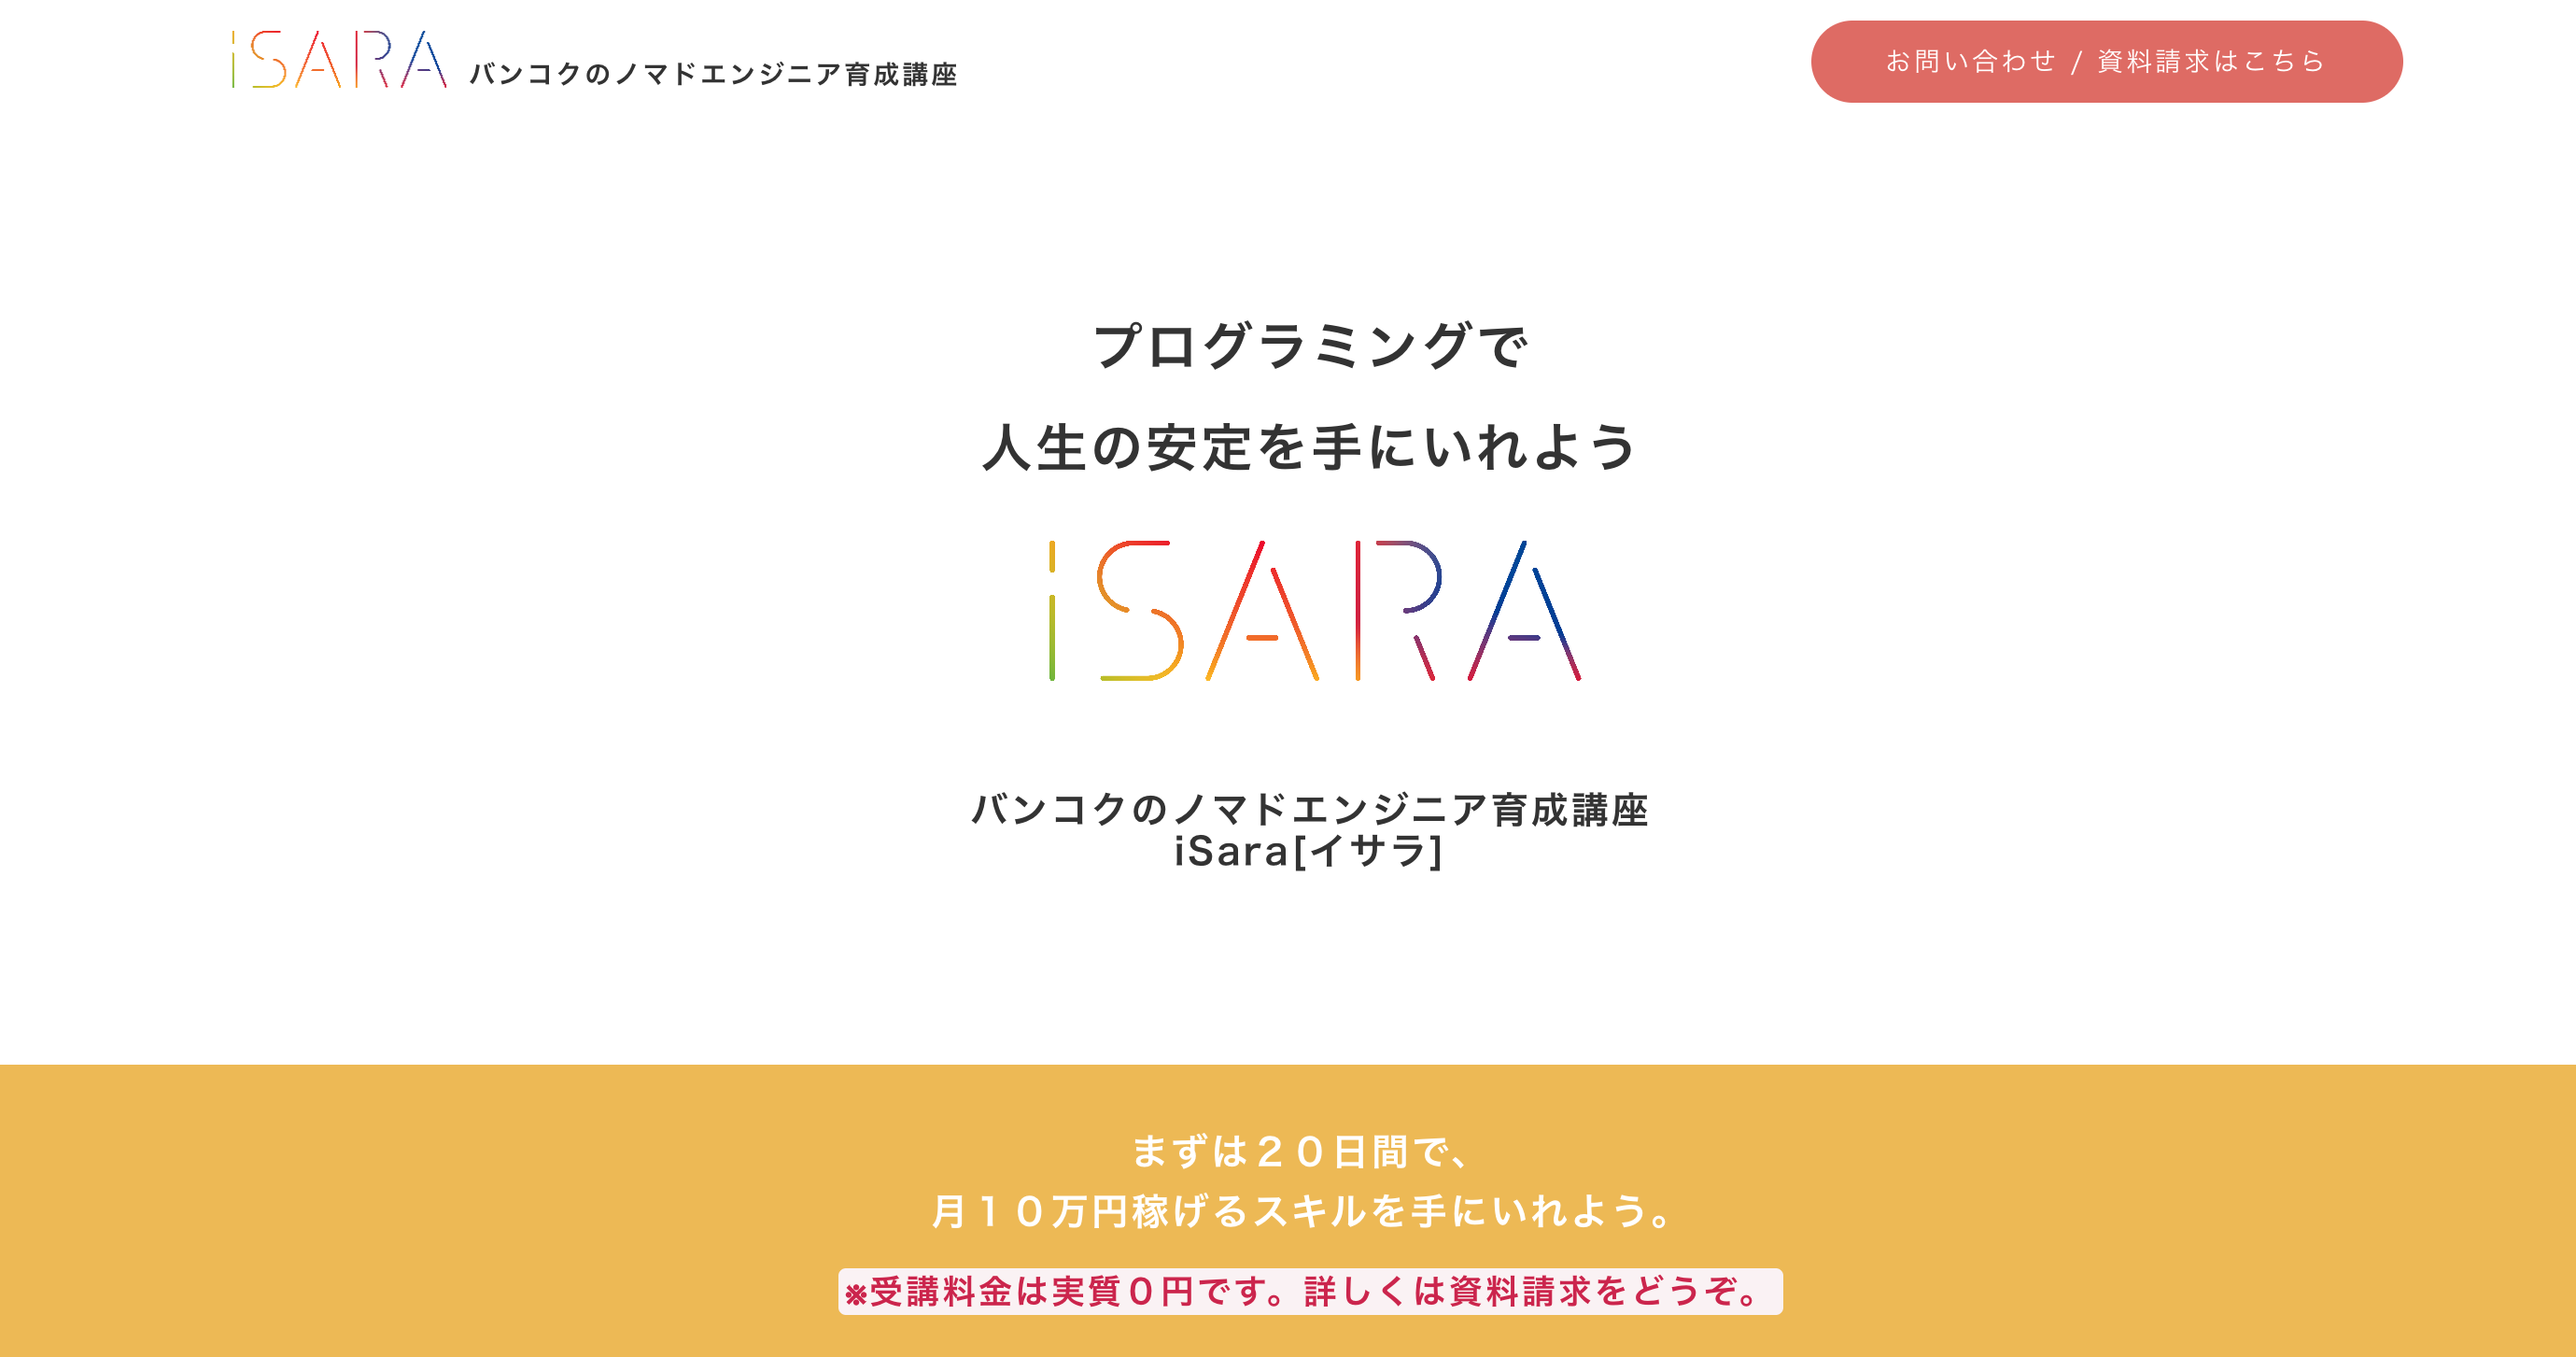 iSARA バンコクのノマドエンジニア育成講座
お問い合わせ / 資料請求はこちら
プログラミングで
人生の安定を手にいれよう
iSARA
バンコクのノマドエンジニア育成講座
iSara[イサラ]
まずは２０日間で、
月１０万円稼げるスキルを手にいれよう。
※受講料金は実質０円です。詳しくは資料請求をどうぞ。